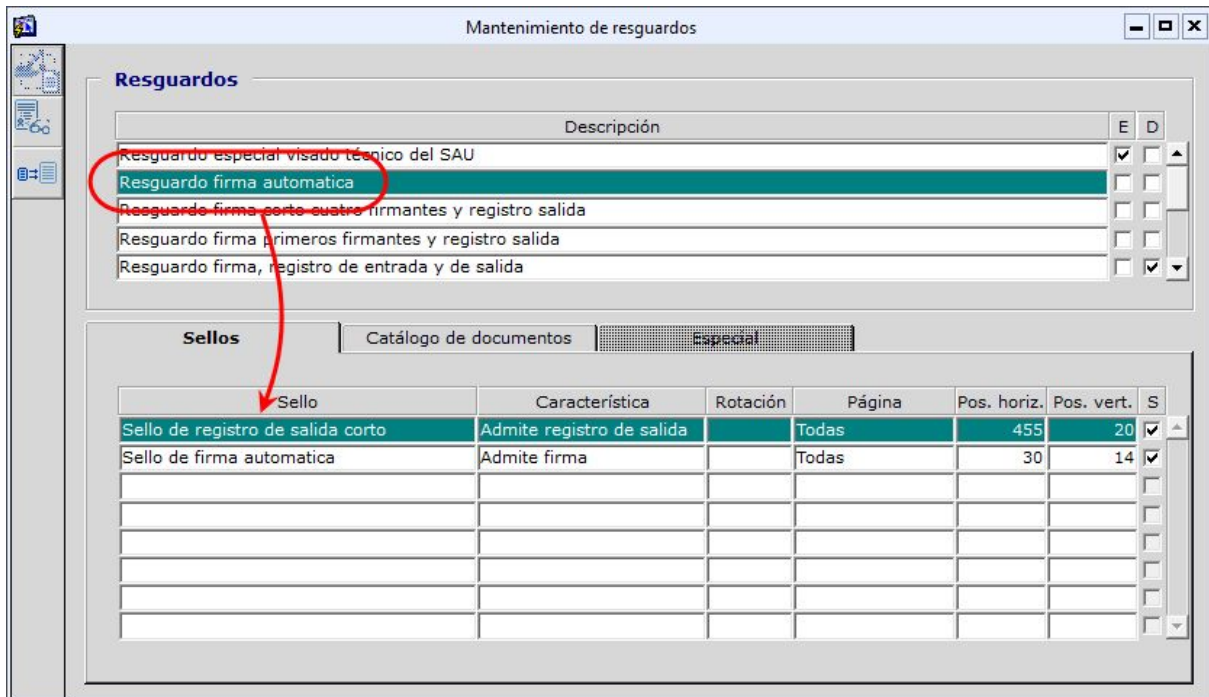 Mantenimiento de resguardos
Resguardos
Descripción E D
Resguardo especial visado técnico del SAU
Resguardo firma automatica
Resguardo firma corto cuatro firmantes y registro salida
Resguardo firma primeros firmantes y registro salida
Resguardo firma, registro de entrada y de salida
Sellos Catálogo de documentos Especial
Sello Característica Rotación Página Pos. horiz. Pos. vert. S
Sello de registro de salida corto Admite registro de salida Todas 455 20
Sello de firma automatica Admite firma Todas 30 14